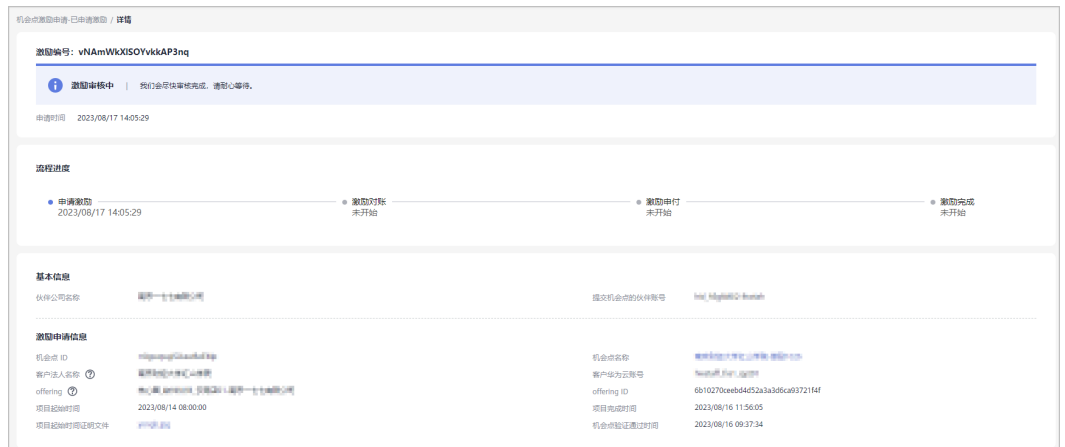 机会点激励申请-已申请激励 / 详情
激励编号：vNAmWkXlSOYvkkAP3nq
激励审核中 | 我们会尽快审核完成，请耐心等待。
申请时间 2023/08/17 14:05:29
流程进度
申请激励 激励对账 激励申付 激励完成
2023/08/17 14:05:29 未开始 未开始 未开始
基本信息
伙伴公司名称 提交机会点的伙伴账号
激励申请信息
机会点 ID 机会点名称
客户法人名称 客户华为云账号
offering offering ID 6b10270ceebd4d52a3a3d6ca93721f4f
项目起始时间 2023/08/14 08:00:00 项目完成时间 2023/08/16 11:56:05
项目起始时间证明文件 机会点验证通过时间 2023/08/16 09:37:34